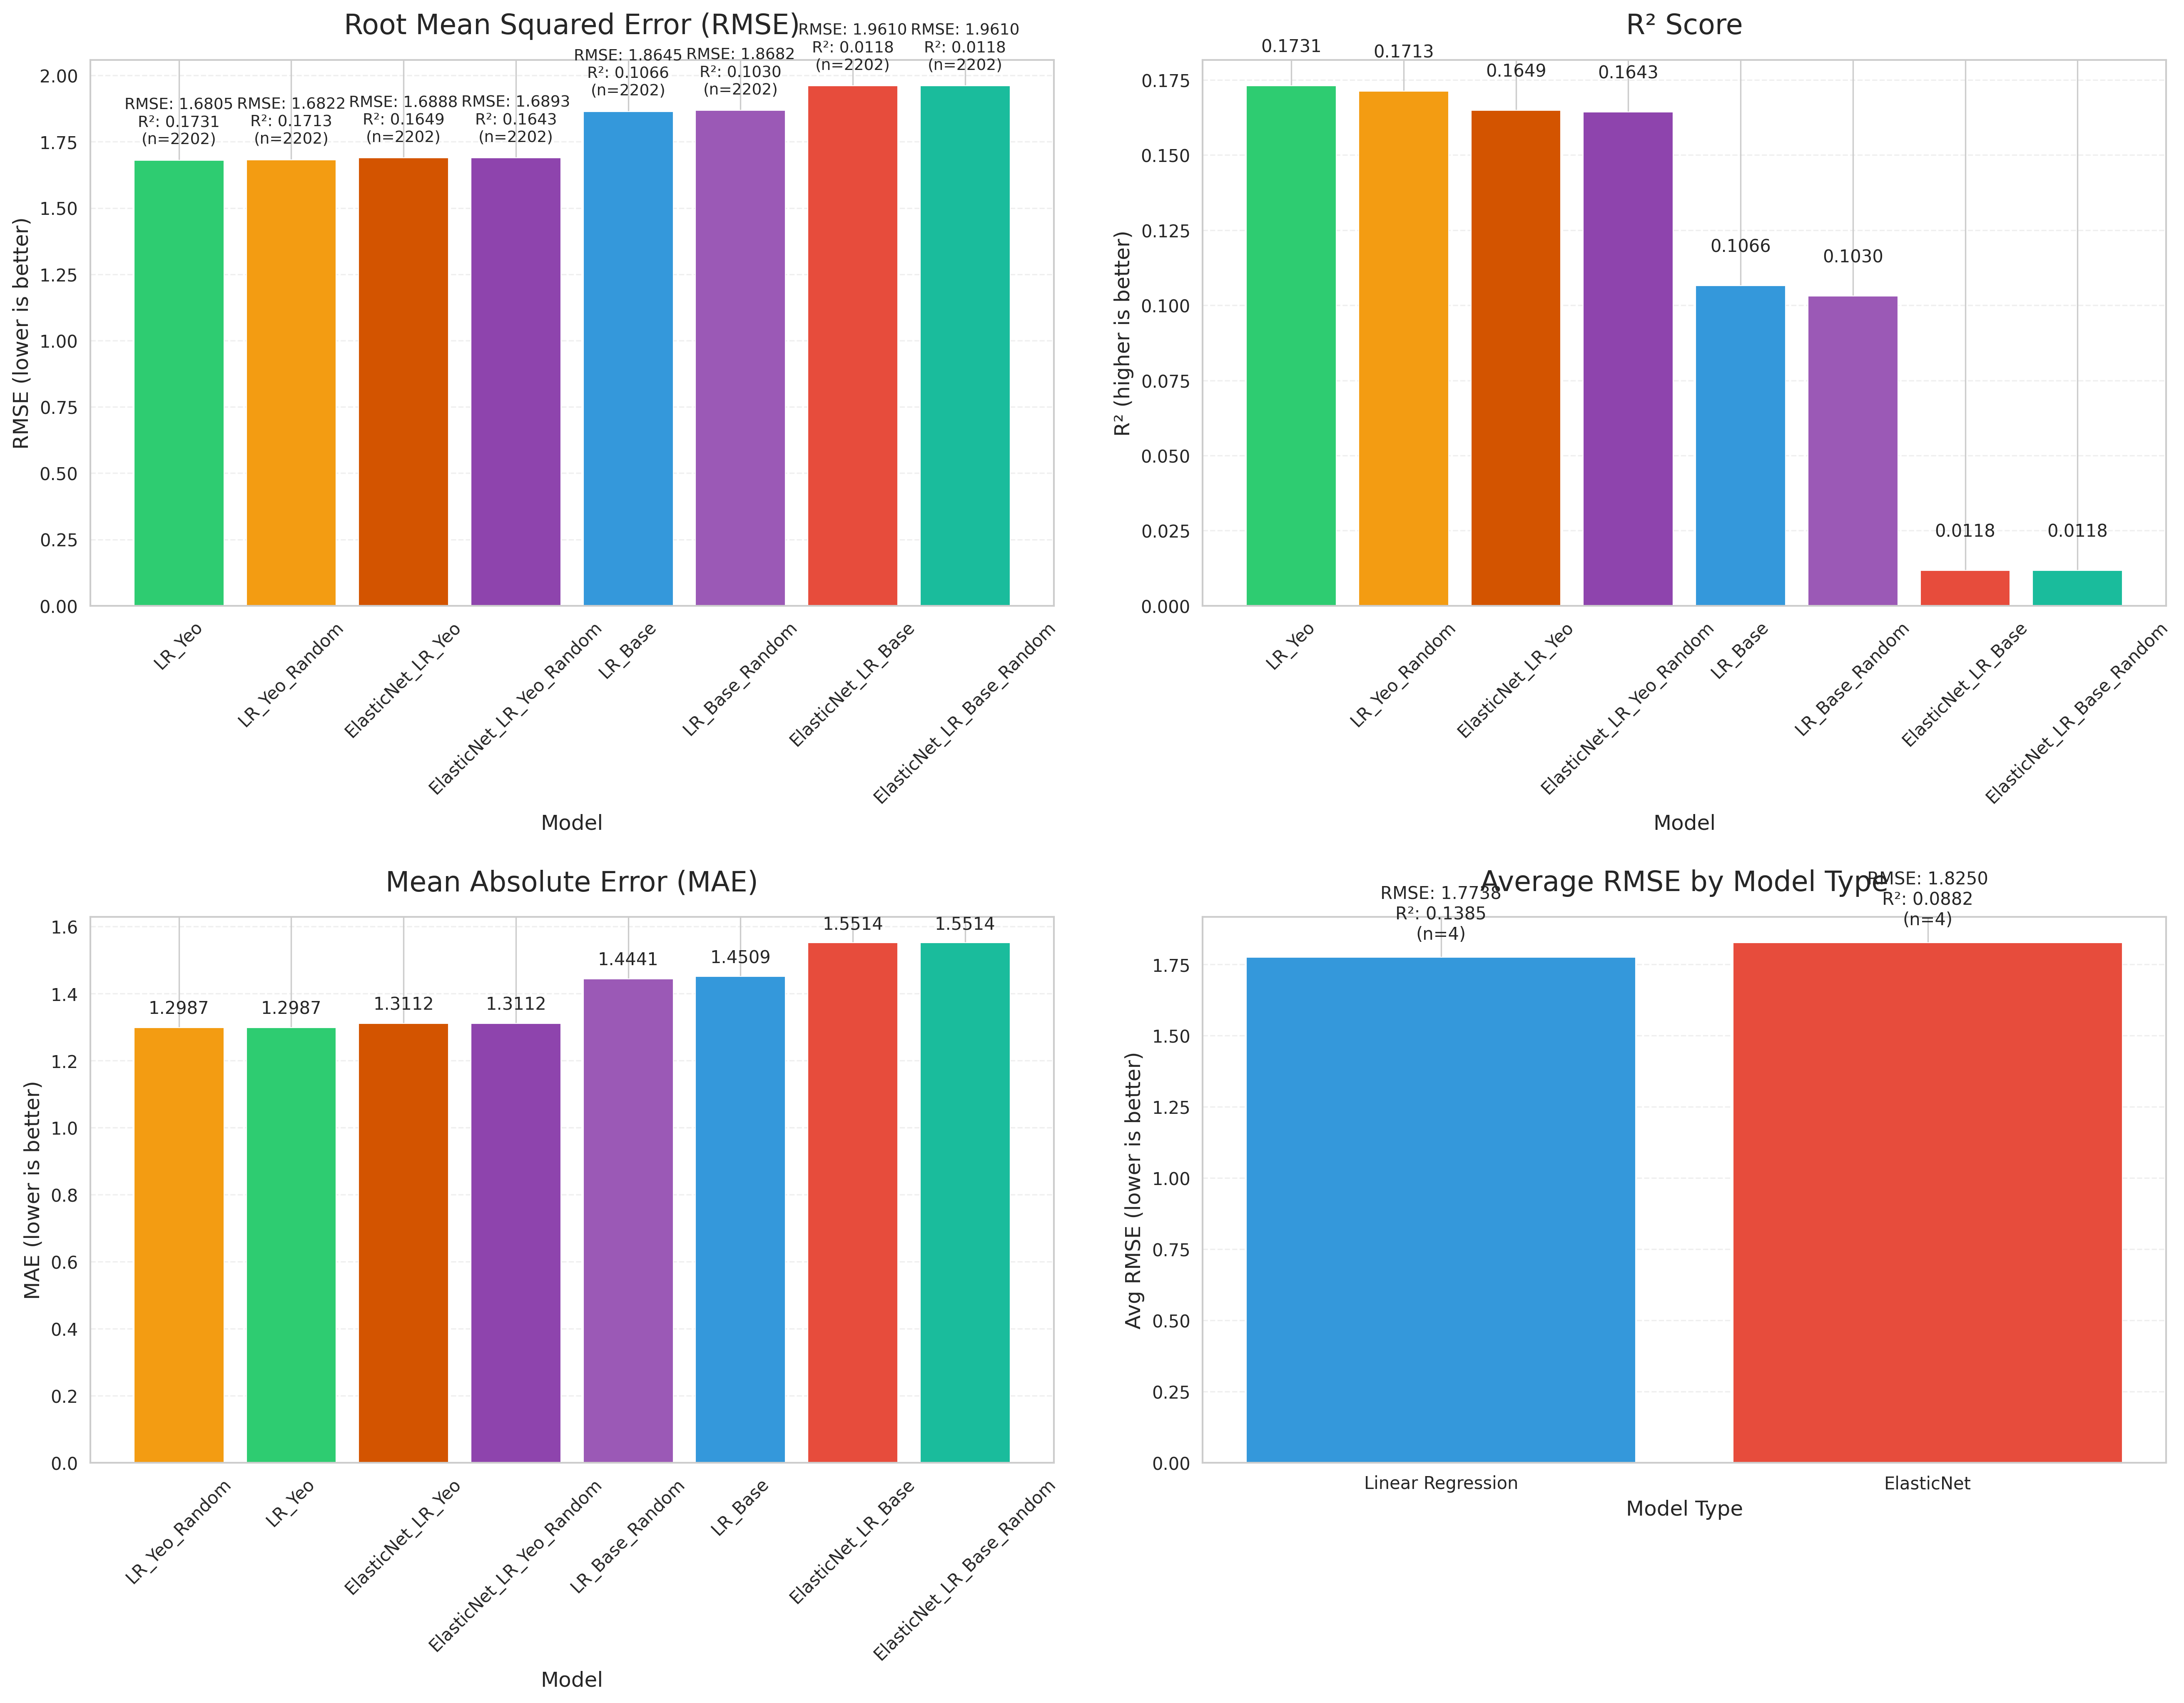 Root Mean Squared Error (RMSE)
RMSE: 1.6805
R²: 0.1731
(n=2202)
RMSE: 1.6822
R²: 0.1713
(n=2202)
RMSE: 1.6888
R²: 0.1649
(n=2202)
RMSE: 1.6893
R²: 0.1643
(n=2202)
RMSE: 1.8645
R²: 0.1066
(n=2202)
RMSE: 1.8682
R²: 0.1030
(n=2202)
RMSE: 1.9610
R²: 0.0118
(n=2202)
RMSE: 1.9610
R²: 0.0118
(n=2202)
RMSE (lower is better)
2.00
1.75
1.50
1.25
1.00
0.75
0.50
0.25
0.00
LR_Yeo
LR_Yeo_Random
ElasticNet_LR_Yeo
ElasticNet_LR_Yeo_Random
LR_Base
LR_Base_Random
ElasticNet_LR_Base
ElasticNet_LR_Base_Random
Model
R² Score
0.1731
0.1713
0.1649
0.1643
0.1066
0.1030
0.0118
0.0118
R² (higher is better)
0.175
0.150
0.125
0.100
0.075
0.050
0.025
0.000
LR_Yeo
LR_Yeo_Random
ElasticNet_LR_Yeo
ElasticNet_LR_Yeo_Random
LR_Base
LR_Base_Random
ElasticNet_LR_Base
ElasticNet_LR_Base_Random
Model
Mean Absolute Error (MAE)
1.2987
1.2987
1.3112
1.3112
1.4441
1.4509
1.5514
1.5514
MAE (lower is better)
1.6
1.4
1.2
1.0
0.8
0.6
0.4
0.2
0.0
LR_Yeo_Random
LR_Yeo
ElasticNet_LR_Yeo
ElasticNet_LR_Yeo_Random
LR_Base_Random
LR_Base
ElasticNet_LR_Base
ElasticNet_LR_Base_Random
Model
Average RMSE by Model Type
RMSE: 1.7738
R²: 0.1385
(n=4)
RMSE: 1.8250
R²: 0.0882
(n=4)
Avg RMSE (lower is better)
1.75
1.50
1.25
1.00
0.75
0.50
0.25
0.00
Linear Regression
ElasticNet
Model Type